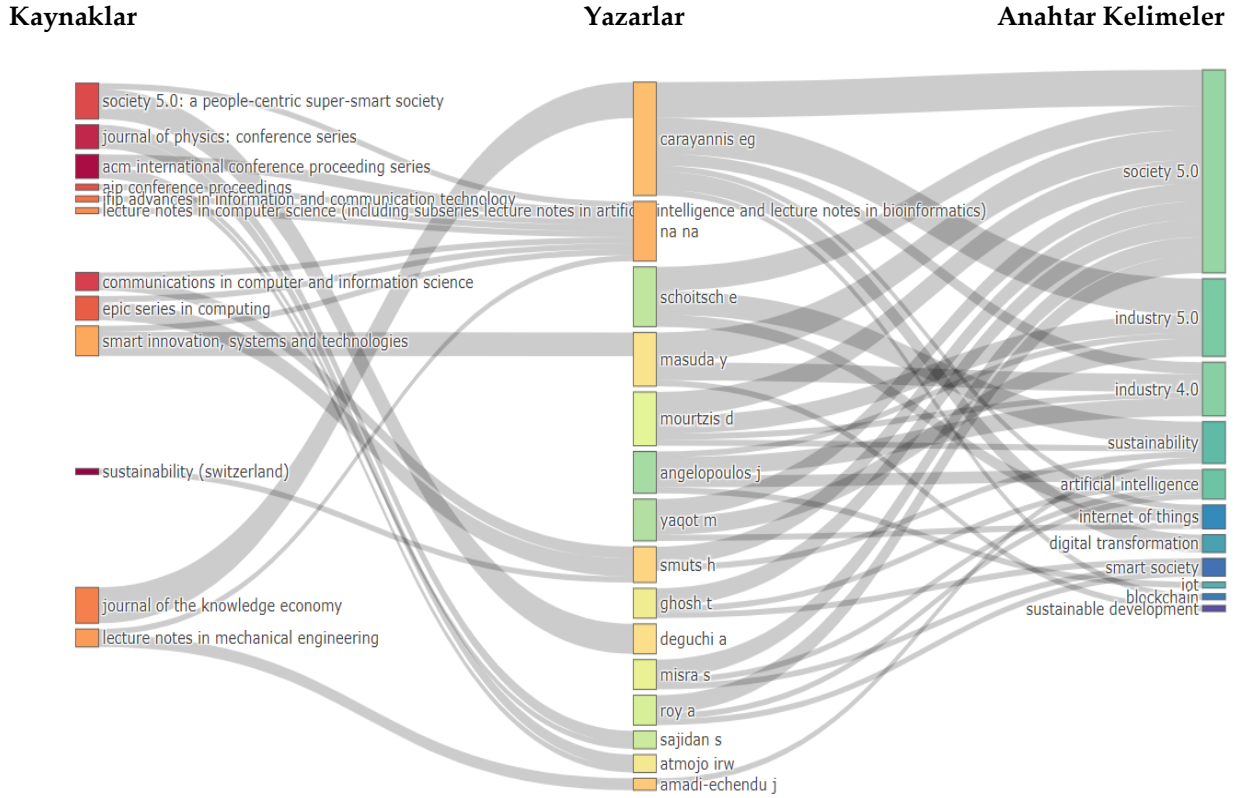 Kaynaklar
Yazarlar
Anahtar Kelimeler
society 5.0: a people-centric super-smart society
journal of physics: conference series
acm international conference proceeding series
aip conference proceedings
ifip advances in information and communication technology
lecture notes in computer science (including subseries lecture notes in artificial intelligence and lecture notes in bioinformatics)
communications in computer and information science
epic series in computing
smart innovation, systems and technologies
sustainability (switzerland)
journal of the knowledge economy
lecture notes in mechanical engineering
carayannis eg
na na
schoitsch e
masuda y
mourtzis d
angelopoulos j
yaqot m
smuts h
ghosh t
deguchi a
misra s
roy a
sajidan s
atmojo irw
amadi-echendu j
society 5.0
industry 5.0
industry 4.0
sustainability
artificial intelligence
internet of things
digital transformation
smart society
iot
blockchain
sustainable development